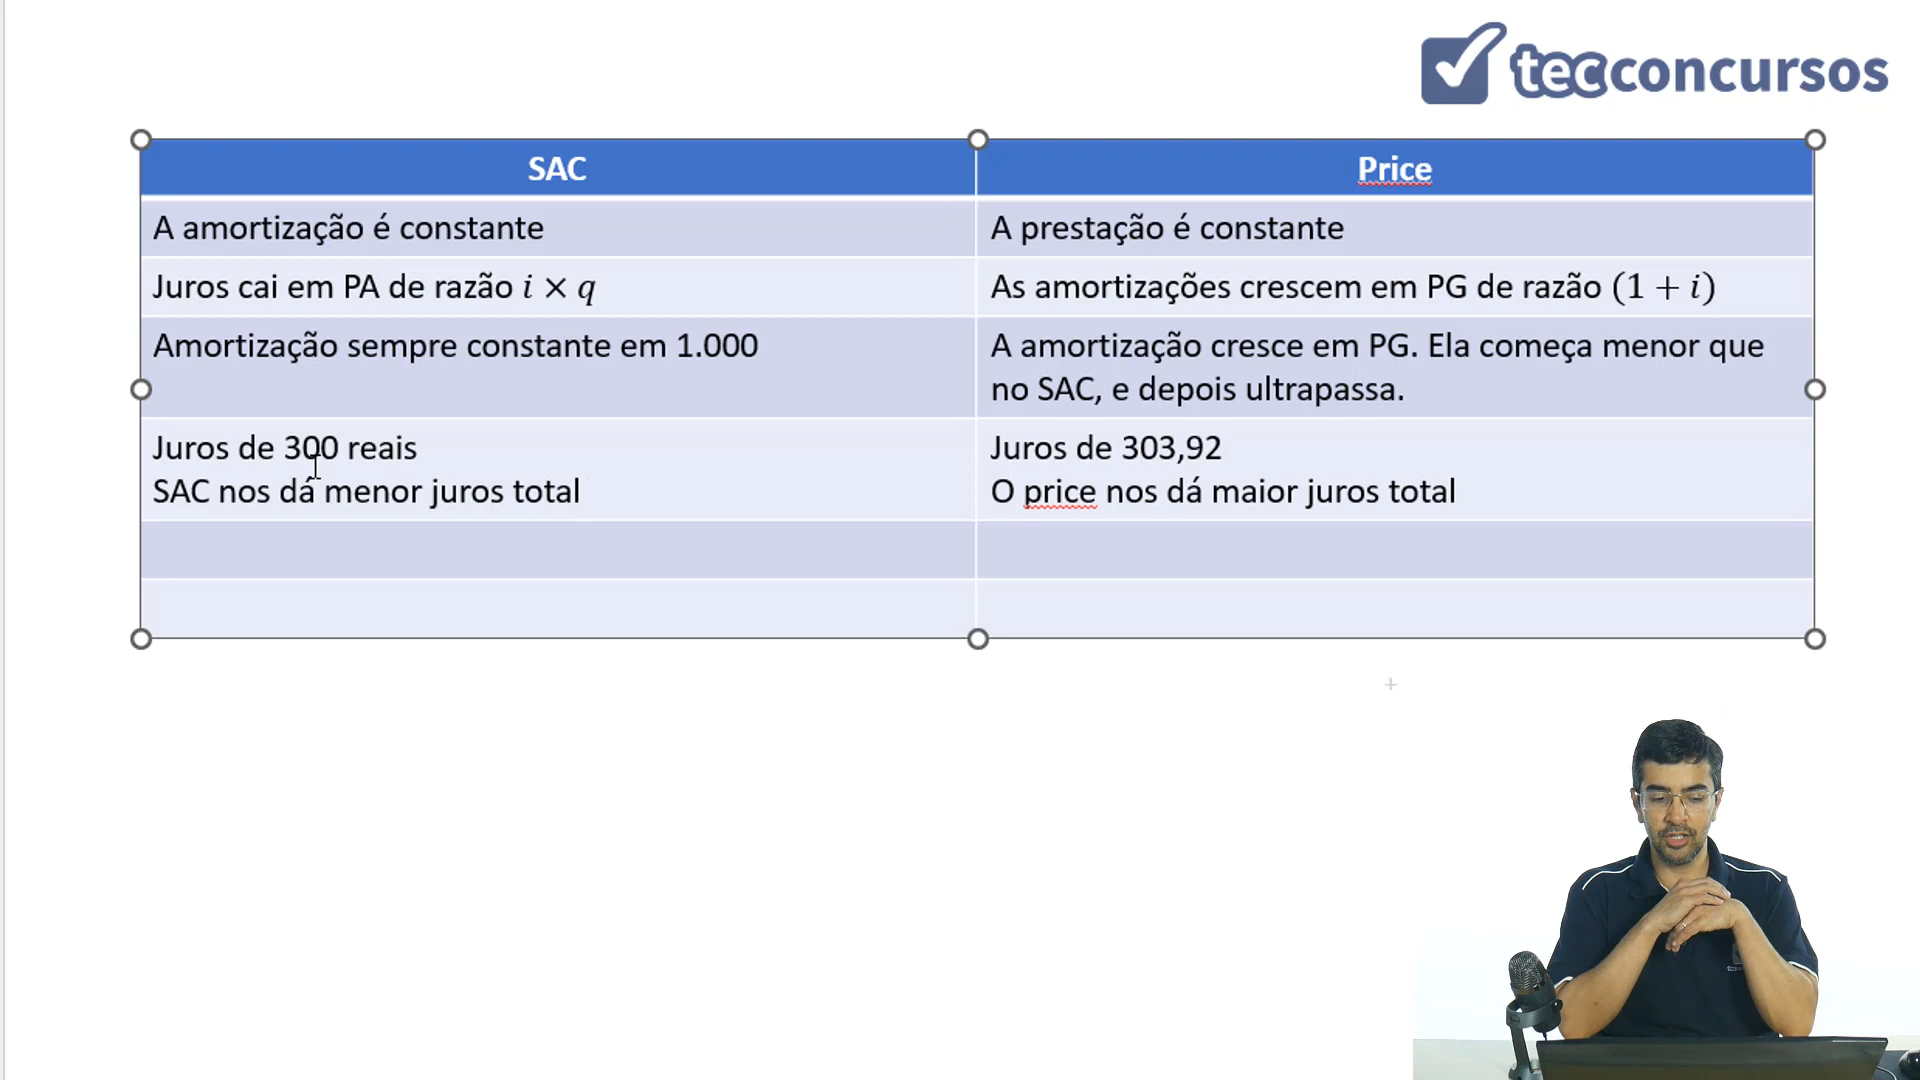 tecconcursos
SAC
Price
A amortização é constante
A prestação é constante
Juros cai em PA de razão i × q
As amortizações crescem em PG de razão (1 + i)
Amortização sempre constante em 1.000
A amortização cresce em PG. Ela começa menor que
no SAC, e depois ultrapassa.
Juros de 300 reais
SAC nos dá menor juros total
Juros de 303,92
O price nos dá maior juros total